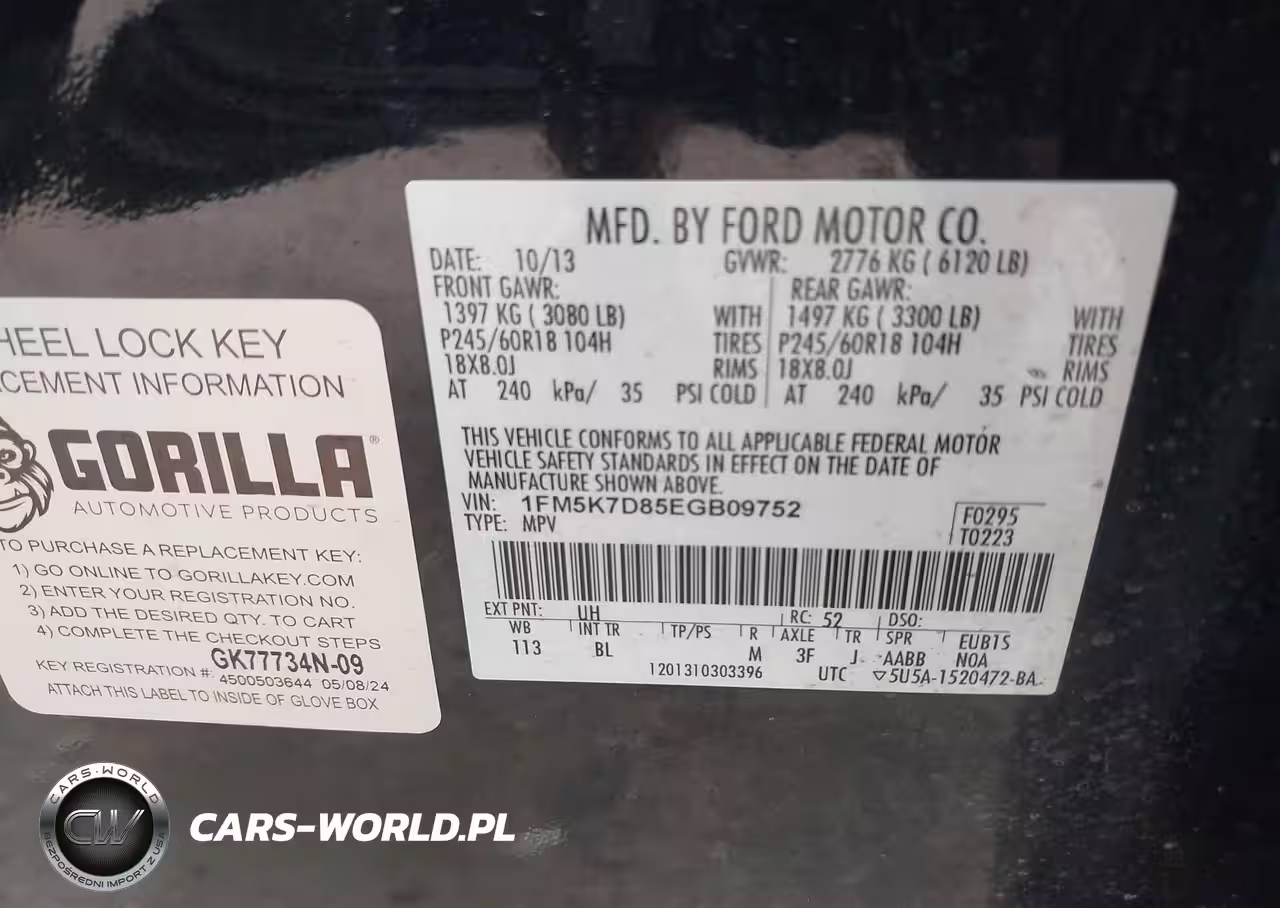 MFD. BY FORD MOTOR CO.
DATE: 10/13 GVWR: 2776 KG ( 6120 LB)
FRONT GAWR: REAR GAWR:
1397 KG ( 3080 LB) WITH 1497 KG ( 3300 LB) WITH
P245/60R18 104H TIRES P245/60R18 104H TIRES
18X8.0J RIMS 18X8.0J RIMS
AT 240 kPa/ 35 PSI COLD AT 240 kPa/ 35 PSI COLD
THIS VEHICLE CONFORMS TO ALL APPLICABLE FEDERAL MOTOR
VEHICLE SAFETY STANDARDS IN EFFECT ON THE DATE OF
MANUFACTURE SHOWN ABOVE.
VIN: 1FM5K7D85EGB09752
TYPE: MPV
F0295
T0223
EXT PNT: UH RC: 52 DSO:
WB INT TR TP/PS R AXLE TR SPR EUB15
113 BL M 3F J AABB NOA
1201310303396 UTC ▽5U5A-1520472-BA
HEEL LOCK KEY
CEMENT INFORMATION
GORILLA®
AUTOMOTIVE PRODUCTS
TO PURCHASE A REPLACEMENT KEY:
1) GO ONLINE TO GORILLAKEY.COM
2) ENTER YOUR REGISTRATION NO.
3) ADD THE DESIRED QTY. TO CART
4) COMPLETE THE CHECKOUT STEPS
GK77734N-09
KEY REGISTRATION #: 4500503644 05/08/24
ATTACH THIS LABEL TO INSIDE OF GLOVE BOX
CARS-WORLD
CW
BEZPOŚREDNI IMPORT Z USA
CARS-WORLD.PL